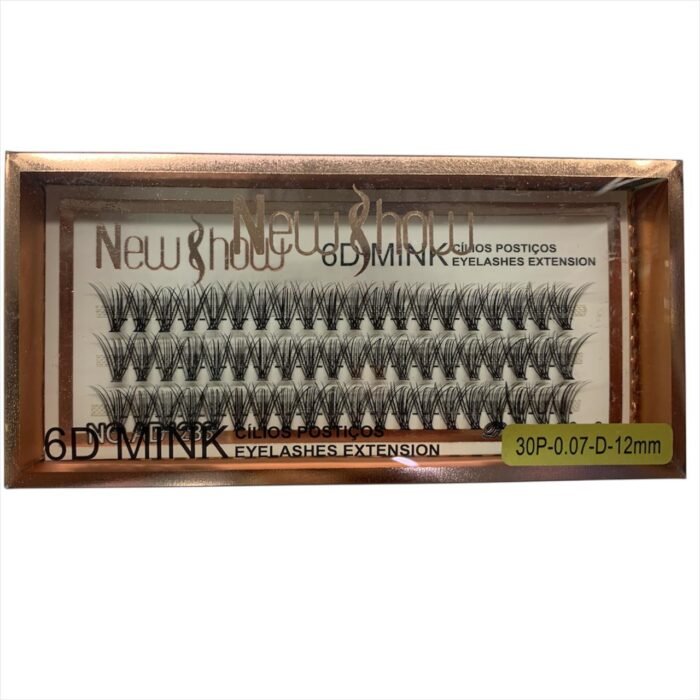 New Show
New Show
6D MINK
CÍLIOS POSTIÇOS
EYELASHES EXTENSION
6D MINK
CÍLIOS POSTIÇOS
EYELASHES EXTENSION
30P-0.07-D-12mm